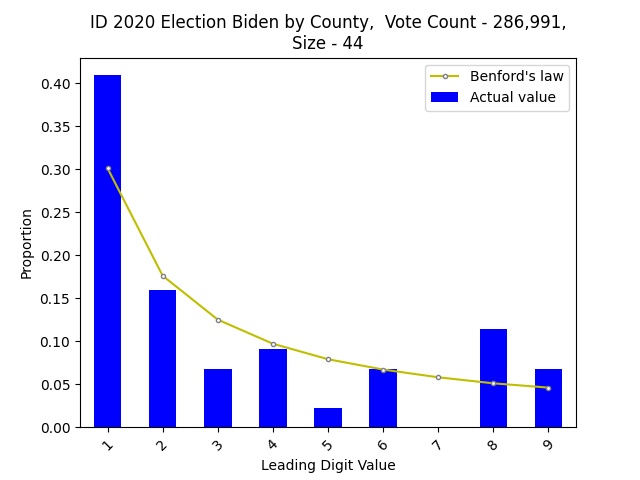 ID 2020 Election Biden by County,  Vote Count - 286,991,
Size - 44
Benford's law
Actual value
Proportion
0.40
0.35
0.30
0.25
0.20
0.15
0.10
0.05
0.00
1 2 3 4 5 6 7 8 9
Leading Digit Value